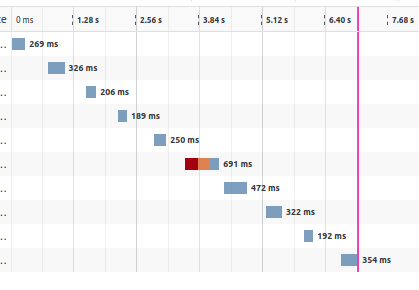 ce 0 ms 1.28 s 2.56 s 3.84 s 5.12 s 6.40 s 7.68 s
.. 269 ms
.. 326 ms
.. 206 ms
.. 189 ms
.. 250 ms
.. 691 ms
.. 472 ms
.. 322 ms
.. 192 ms
.. 354 ms